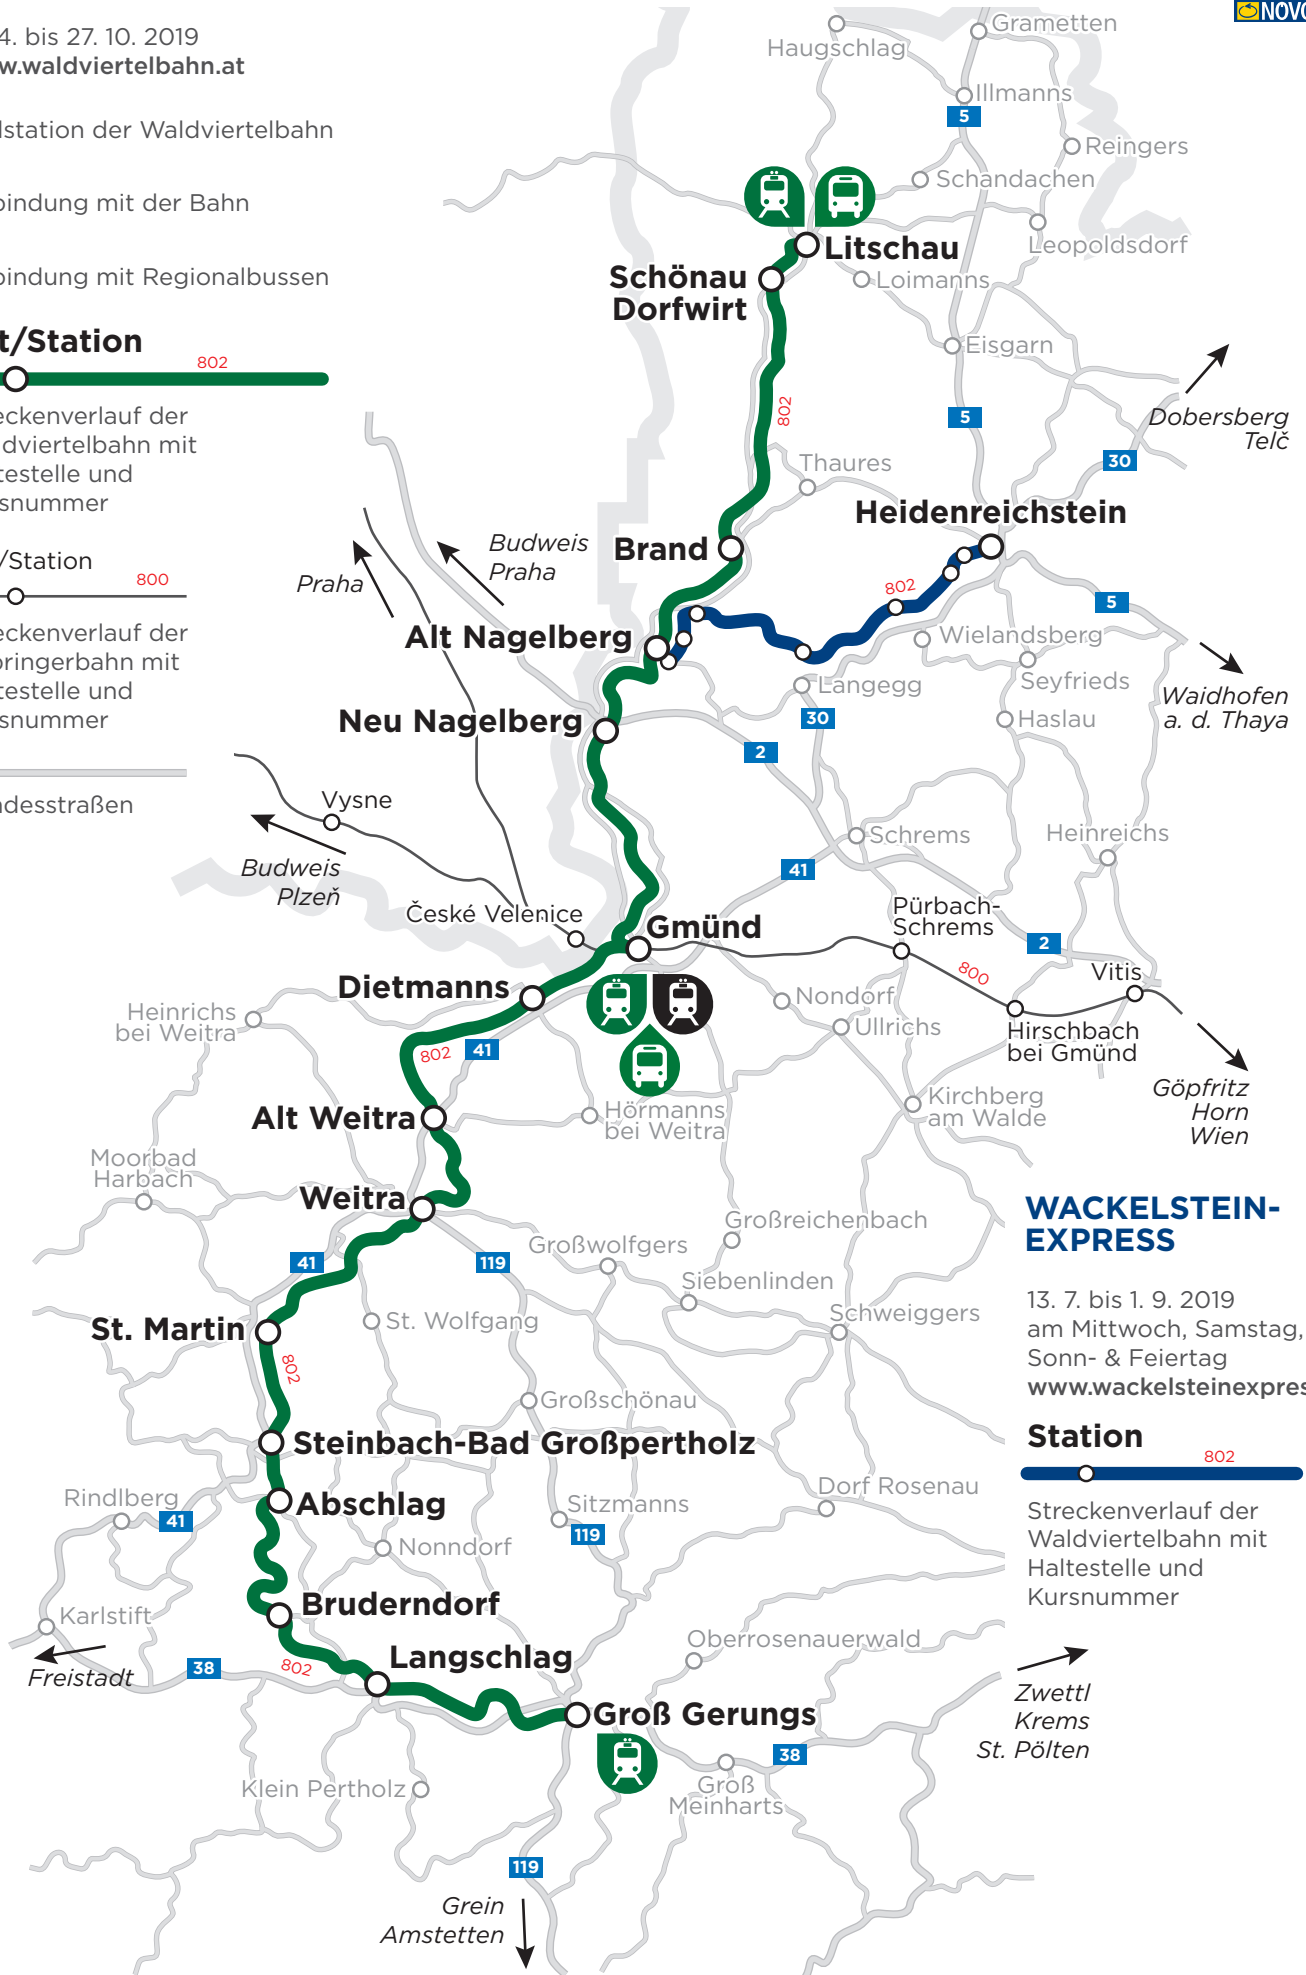 4. bis 27. 10. 2019
w.waldviertelbahn.at
lstation der Waldviertelbahn
bindung mit der Bahn
bindung mit Regionalbussen
t/Station
802
eckenverlauf der
dviertelbahn mit
testelle und
snummer
/Station
800
eckenverlauf der
pringerbahn mit
testelle und
snummer
desstraßen
NOVO
Grametten
Haugschlag
Illmanns
5
Reingers
Schandachen
Leopoldsdorf
Litschau
Schönau
Dorfwirt
Loimanns
Eisgarn
Dobersberg
Telč
802
5
30
Thaures
Heidenreichstein
Budweis
Praha
Praha
Brand
802
5
Alt Nagelberg
Wielandsberg
Seyfrieds
Langegg
Waidhofen
a. d. Thaya
Neu Nagelberg
30
Haslau
2
Vysne
Schrems
Heinreichs
Budweis
Plzeň
41
České Velenice
Gmünd
Pürbach-
Schrems
2
800
Vitis
Dietmanns
Nondorf
Heinrichs
bei Weitra
Ullrichs
Hirschbach
bei Gmünd
802
41
Göpfritz
Horn
Wien
Alt Weitra
Hörmanns
bei Weitra
Kirchberg
am Walde
Moorbad
Harbach
Weitra
WACKELSTEIN-
EXPRESS
Großreichenbach
Großwolfgers
41
119
Siebenlinden
13. 7. bis 1. 9. 2019
am Mittwoch, Samstag,
Sonn- & Feiertag
www.wackelsteinexpres
St. Martin
St. Wolfgang
Schweiggers
802
Großschönau
Station
802
Steinbach-Bad Großpertholz
Streckenverlauf der
Waldviertelbahn mit
Haltestelle und
Kursnummer
Rindlberg
41
Abschlag
Sitzmanns
119
Dorf Rosenau
Nonndorf
Karlstift
Bruderndorf
Freistadt
38
802
Langschlag
Oberrosenauerwald
Groß Gerungs
Zwettl
Krems
St. Pölten
38
Klein Pertholz
Groß
Meinharts
119
Grein
Amstetten